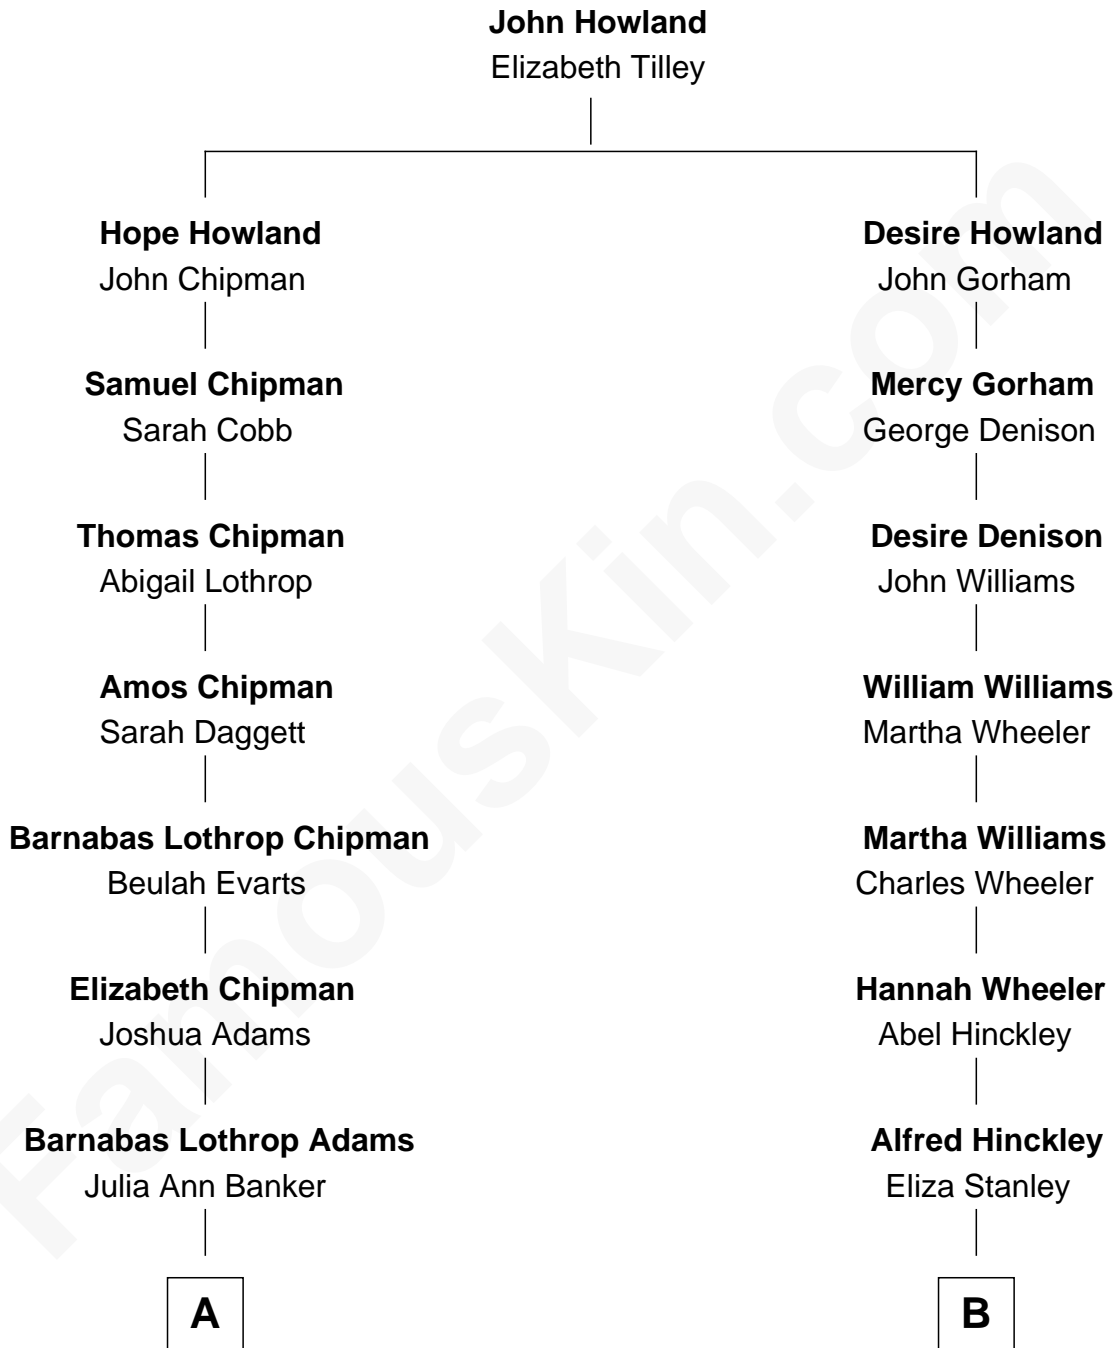 John Howland
Elizabeth Tilley
Hope Howland
John Chipman
Samuel Chipman
Sarah Cobb
Thomas Chipman
Abigail Lothrop
Amos Chipman
Sarah Daggett
Barnabas Lothrop Chipman
Beulah Evarts
Elizabeth Chipman
Joshua Adams
Barnabas Lothrop Adams
Julia Ann Banker
A
Desire Howland
John Gorham
Mercy Gorham
George Denison
Desire Denison
John Williams
William Williams
Martha Wheeler
Martha Williams
Charles Wheeler
Hannah Wheeler
Abel Hinckley
Alfred Hinckley
Eliza Stanley
B
FamousKin.com